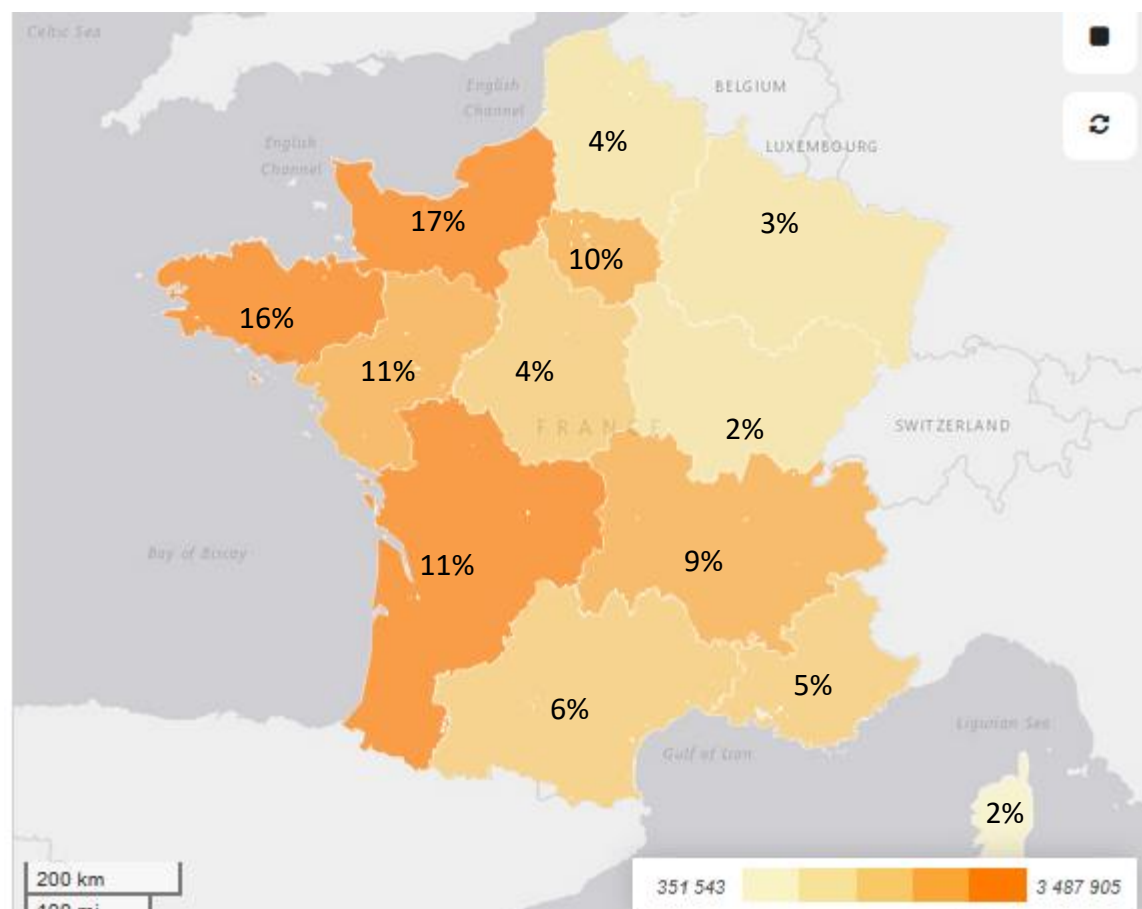 Celtic Sea
English
Channel
BELGIUM
4%
English
Channel
LUXEMBOURG
17%
3%
10%
16%
11%
4%
FRANCE
2%
SWITZERLAND
Bay of Biscay
11%
9%
5%
6%
Ligurian Sea
Gulf of Lion
2%
200 km
351 543
3 487 905